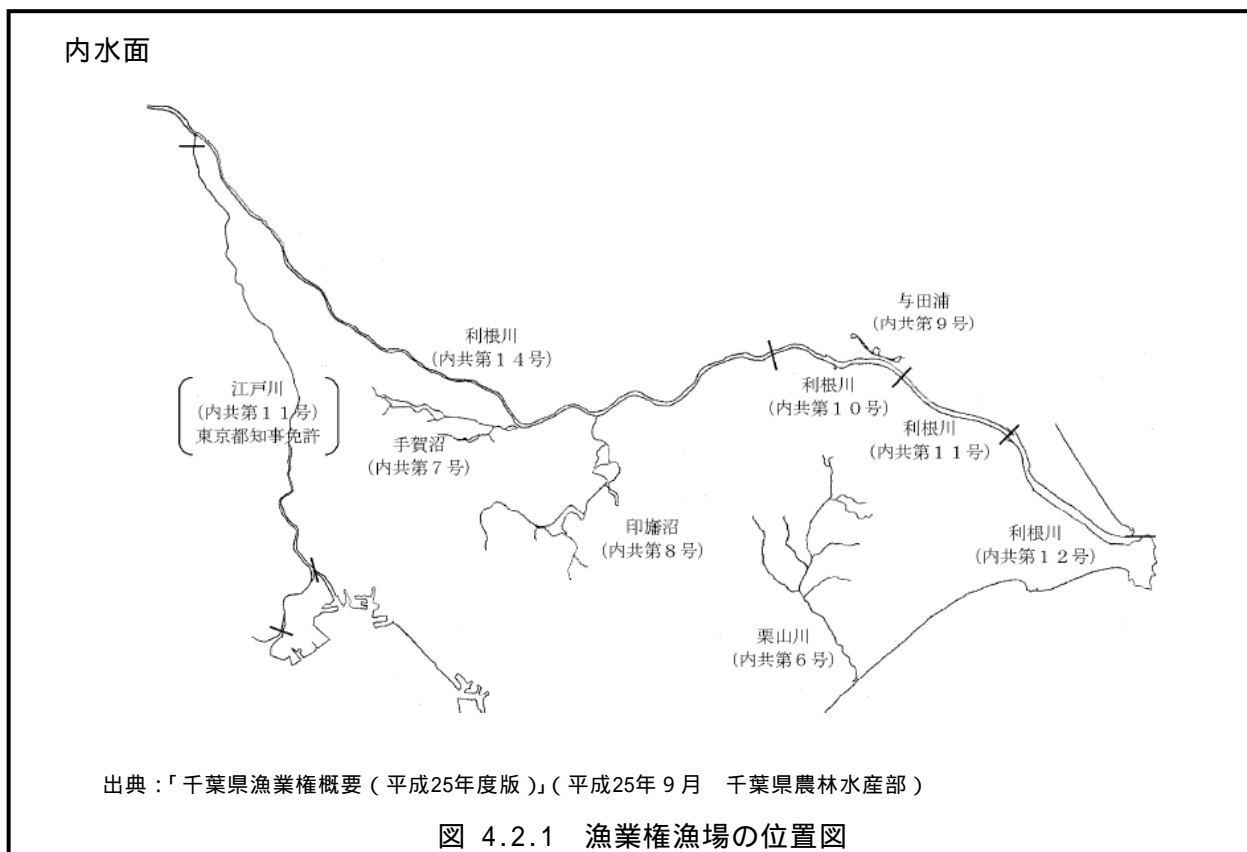 内水面
与田浦
(内共第９号)
利根川
(内共第１４号)
利根川
(内共第１０号)
江戸川
(内共第１１号)
東京都知事免許
利根川
(内共第１１号)
手賀沼
(内共第７号)
印旛沼
(内共第８号)
利根川
(内共第１２号)
栗山川
(内共第６号)
出典：「千葉県漁業権概要（平成25年度版）」（平成25年９月　千葉県農林水産部）
図 4.2.1　漁業権漁場の位置図